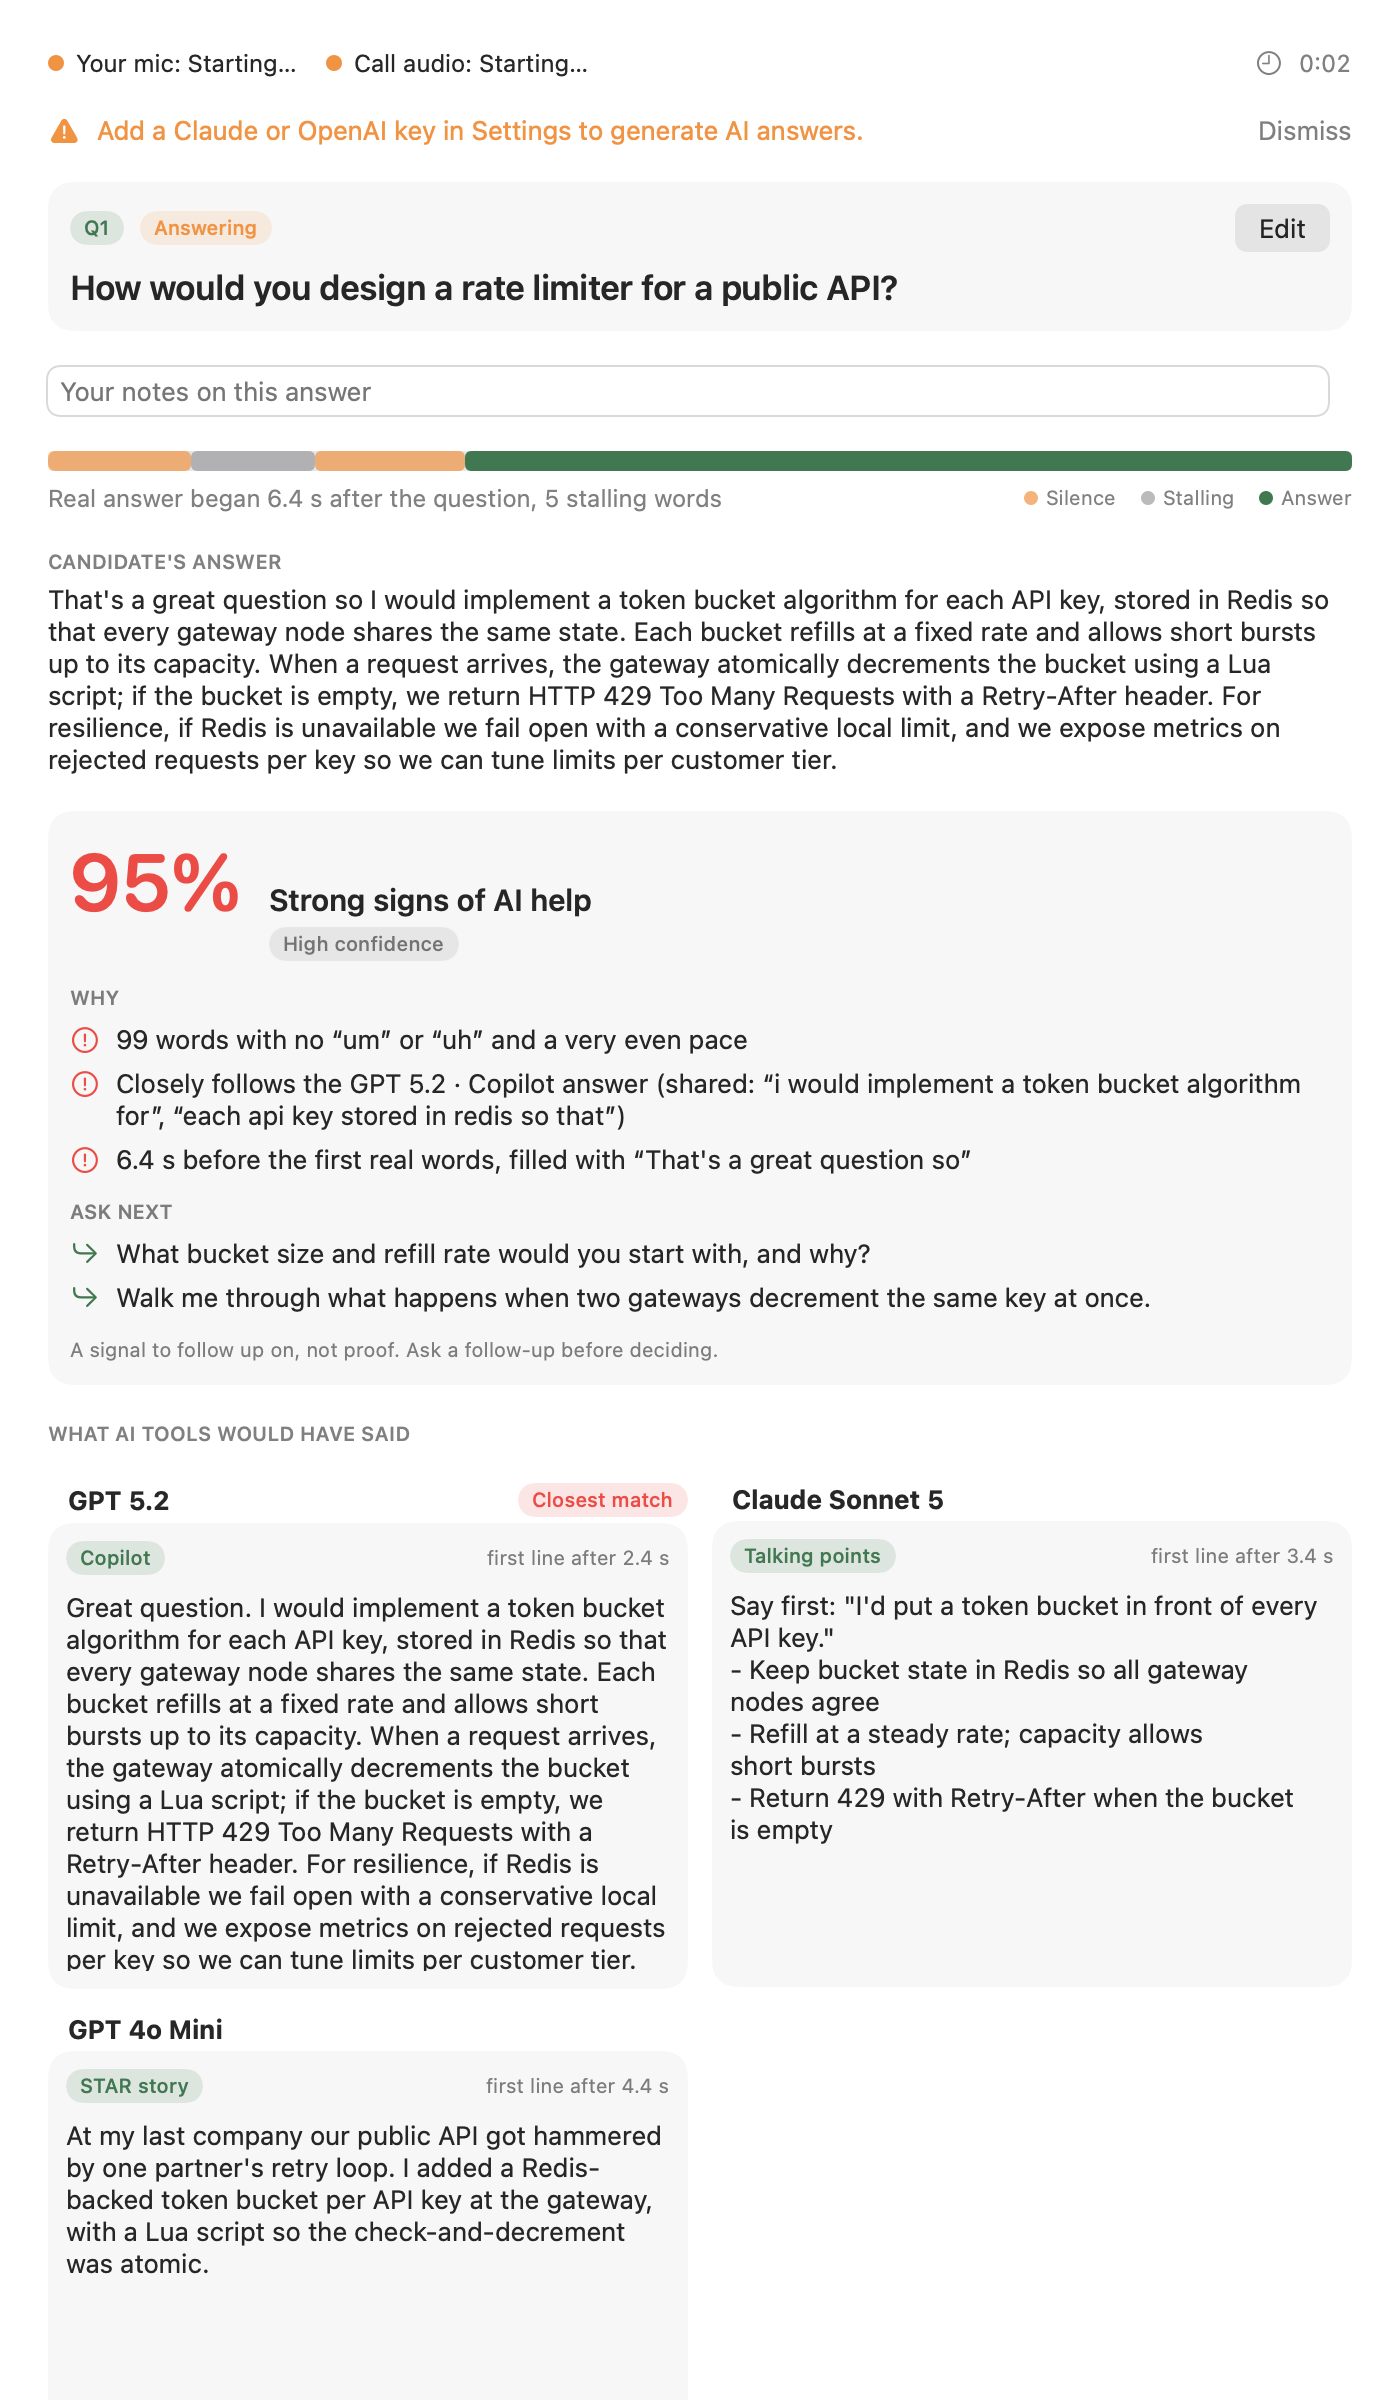 Your mic: Starting...
Call audio: Starting...
0:02
Add a Claude or OpenAI key in Settings to generate AI answers.
Dismiss
Q1
Answering
Edit
How would you design a rate limiter for a public API?
Your notes on this answer
Real answer began 6.4 s after the question, 5 stalling words
Silence
Stalling
Answer
CANDIDATE'S ANSWER
That's a great question so I would implement a token bucket algorithm for each API key, stored in Redis so
that every gateway node shares the same state. Each bucket refills at a fixed rate and allows short bursts
up to its capacity. When a request arrives, the gateway atomically decrements the bucket using a Lua
script; if the bucket is empty, we return HTTP 429 Too Many Requests with a Retry-After header. For
resilience, if Redis is unavailable we fail open with a conservative local limit, and we expose metrics on
rejected requests per key so we can tune limits per customer tier.
95%
Strong signs of AI help
High confidence
WHY
99 words with no “um” or “uh” and a very even pace
Closely follows the GPT 5.2 · Copilot answer (shared: “i would implement a token bucket algorithm
for”, “each api key stored in redis so that”)
6.4 s before the first real words, filled with “That's a great question so”
ASK NEXT
What bucket size and refill rate would you start with, and why?
Walk me through what happens when two gateways decrement the same key at once.
A signal to follow up on, not proof. Ask a follow-up before deciding.
WHAT AI TOOLS WOULD HAVE SAID
GPT 5.2
Closest match
Copilot
first line after 2.4 s
Great question. I would implement a token bucket
algorithm for each API key, stored in Redis so that
every gateway node shares the same state. Each
bucket refills at a fixed rate and allows short
bursts up to its capacity. When a request arrives,
the gateway atomically decrements the bucket
using a Lua script; if the bucket is empty, we
return HTTP 429 Too Many Requests with a
Retry-After header. For resilience, if Redis is
unavailable we fail open with a conservative local
limit, and we expose metrics on rejected requests
per key so we can tune limits per customer tier.
Claude Sonnet 5
Talking points
first line after 3.4 s
Say first: "I'd put a token bucket in front of every
API key."
- Keep bucket state in Redis so all gateway
nodes agree
- Refill at a steady rate; capacity allows
short bursts
- Return 429 with Retry-After when the bucket
is empty
GPT 4o Mini
STAR story
first line after 4.4 s
At my last company our public API got hammered
by one partner's retry loop. I added a Redis-
backed token bucket per API key at the gateway,
with a Lua script so the check-and-decrement
was atomic.